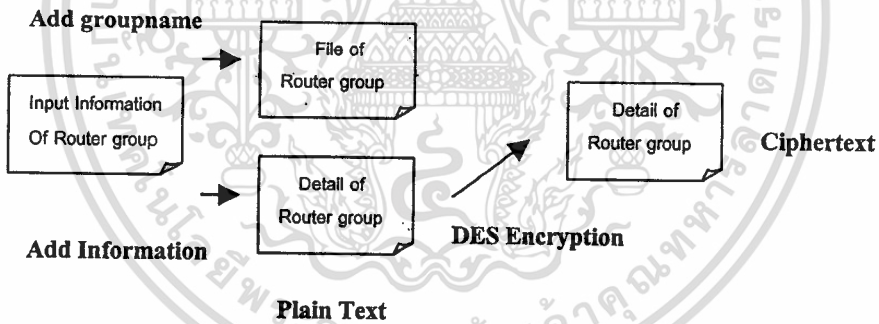 Add groupname
File of
Router group
Input Information
Of Router group
Detail of
Router group
Detail of
Router group
Ciphertext
Add Information
DES Encryption
Plain Text